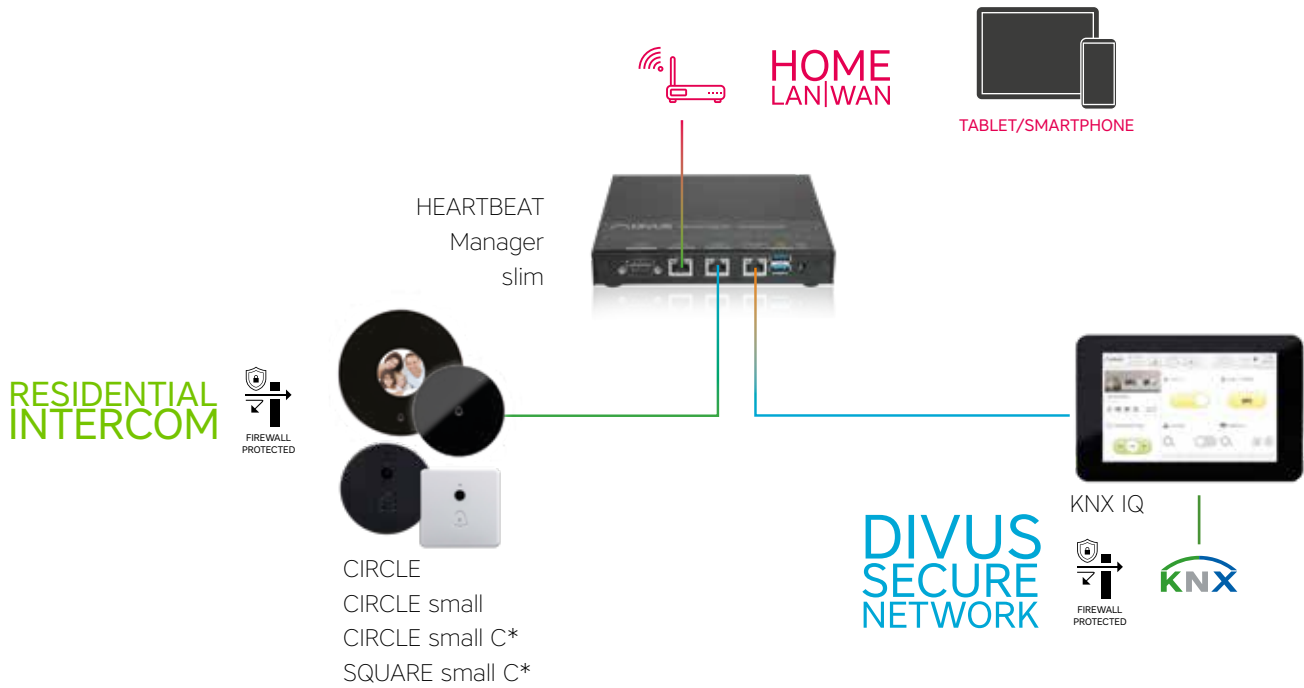 HOME
LAN|WAN
TABLET/SMARTPHONE
HEARTBEAT
Manager
slim
DIVUS
RESIDENTIAL
INTERCOM
FIREWALL
PROTECTED
CIRCLE
CIRCLE small
CIRCLE small C*
SQUARE small C*
KNX IQ
DIVUS
SECURE
NETWORK
FIREWALL
PROTECTED
KNX